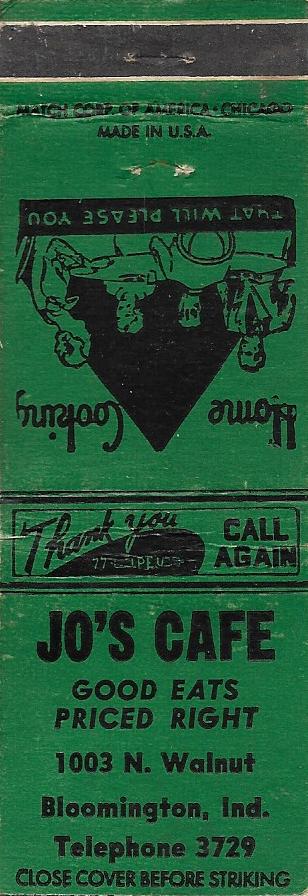 MATCH CORP. OF AMERICA • CHICAGO
MADE IN U.S.A.
Home Cooking
THAT WILL PLEASE YOU
Thank you
CALL
AGAIN
JO'S CAFE
GOOD EATS
PRICED RIGHT
1003 N. Walnut
Bloomington, Ind.
Telephone 3729
CLOSE COVER BEFORE STRIKING